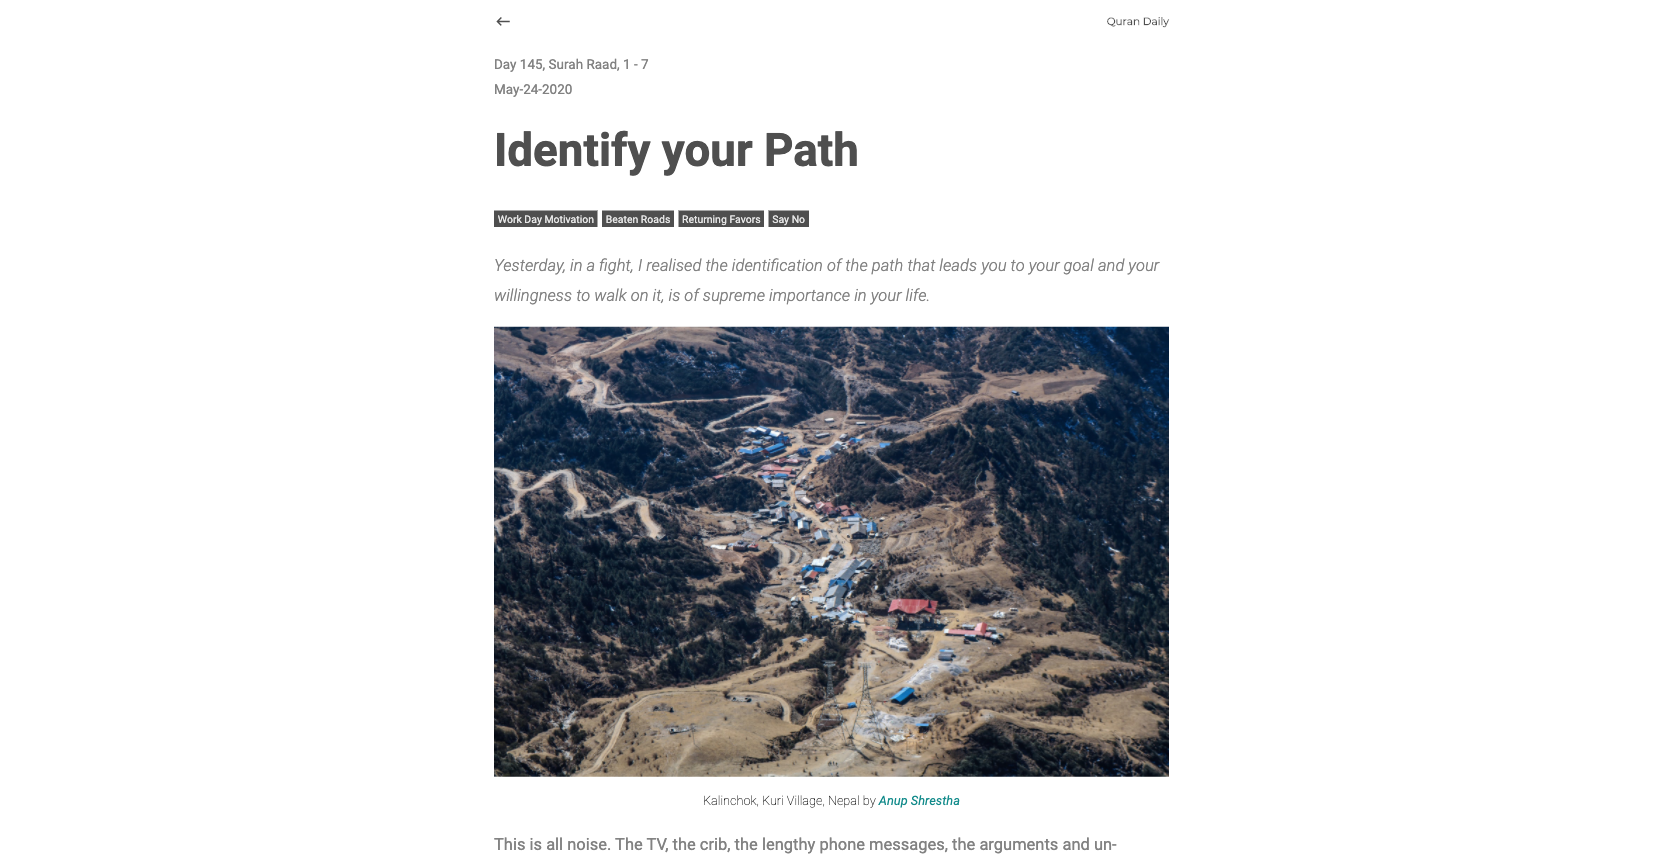 Quran Daily
Day 145, Surah Raad, 1 - 7
May-24-2020
Identify your Path
Work Day Motivation Beaten Roads Returning Favors Say No
Yesterday, in a fight, I realised the identification of the path that leads you to your goal and your
willingness to walk on it, is of supreme importance in your life.
Kalinchok, Kuri Village, Nepal by Anup Shrestha
This is all noise. The TV, the crib, the lengthy phone messages, the arguments and un-